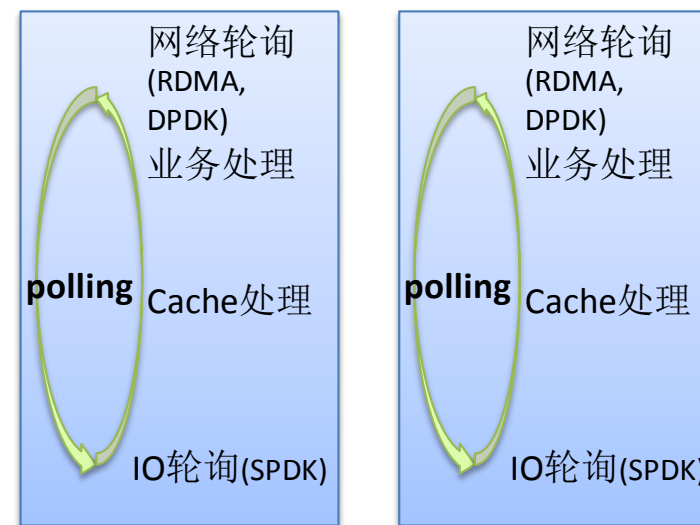 网络轮询
(RDMA,
DPDK)
业务处理
polling
Cache处理
IO轮询(SPDK)
网络轮询
(RDMA,
DPDK)
业务处理
polling
Cache处理
IO轮询(SPDK)